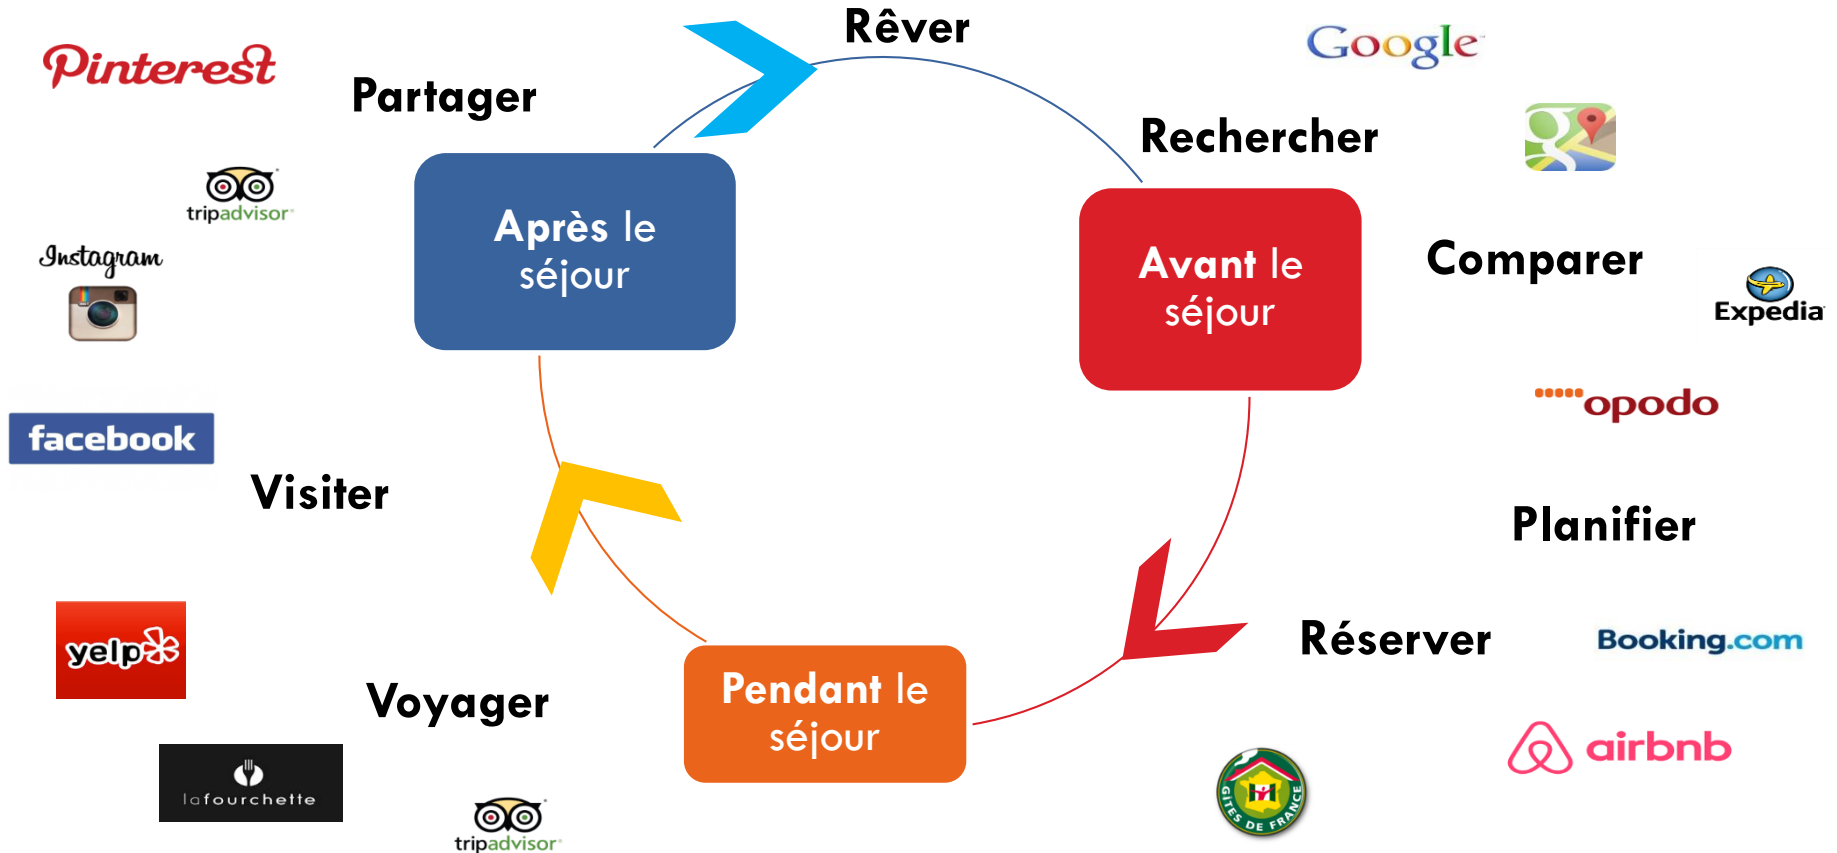 Rêver
Google
Pinterest
Partager
Rechercher
tripadvisor
Après le
séjour
Instagram
Avant le
séjour
Comparer
Expedia
opodo
facebook
Visiter
Planifier
yelp
Réserver
Booking.com
Voyager
Pendant le
séjour
airbnb
lafourchette
GITES DE FRANCE
tripadvisor